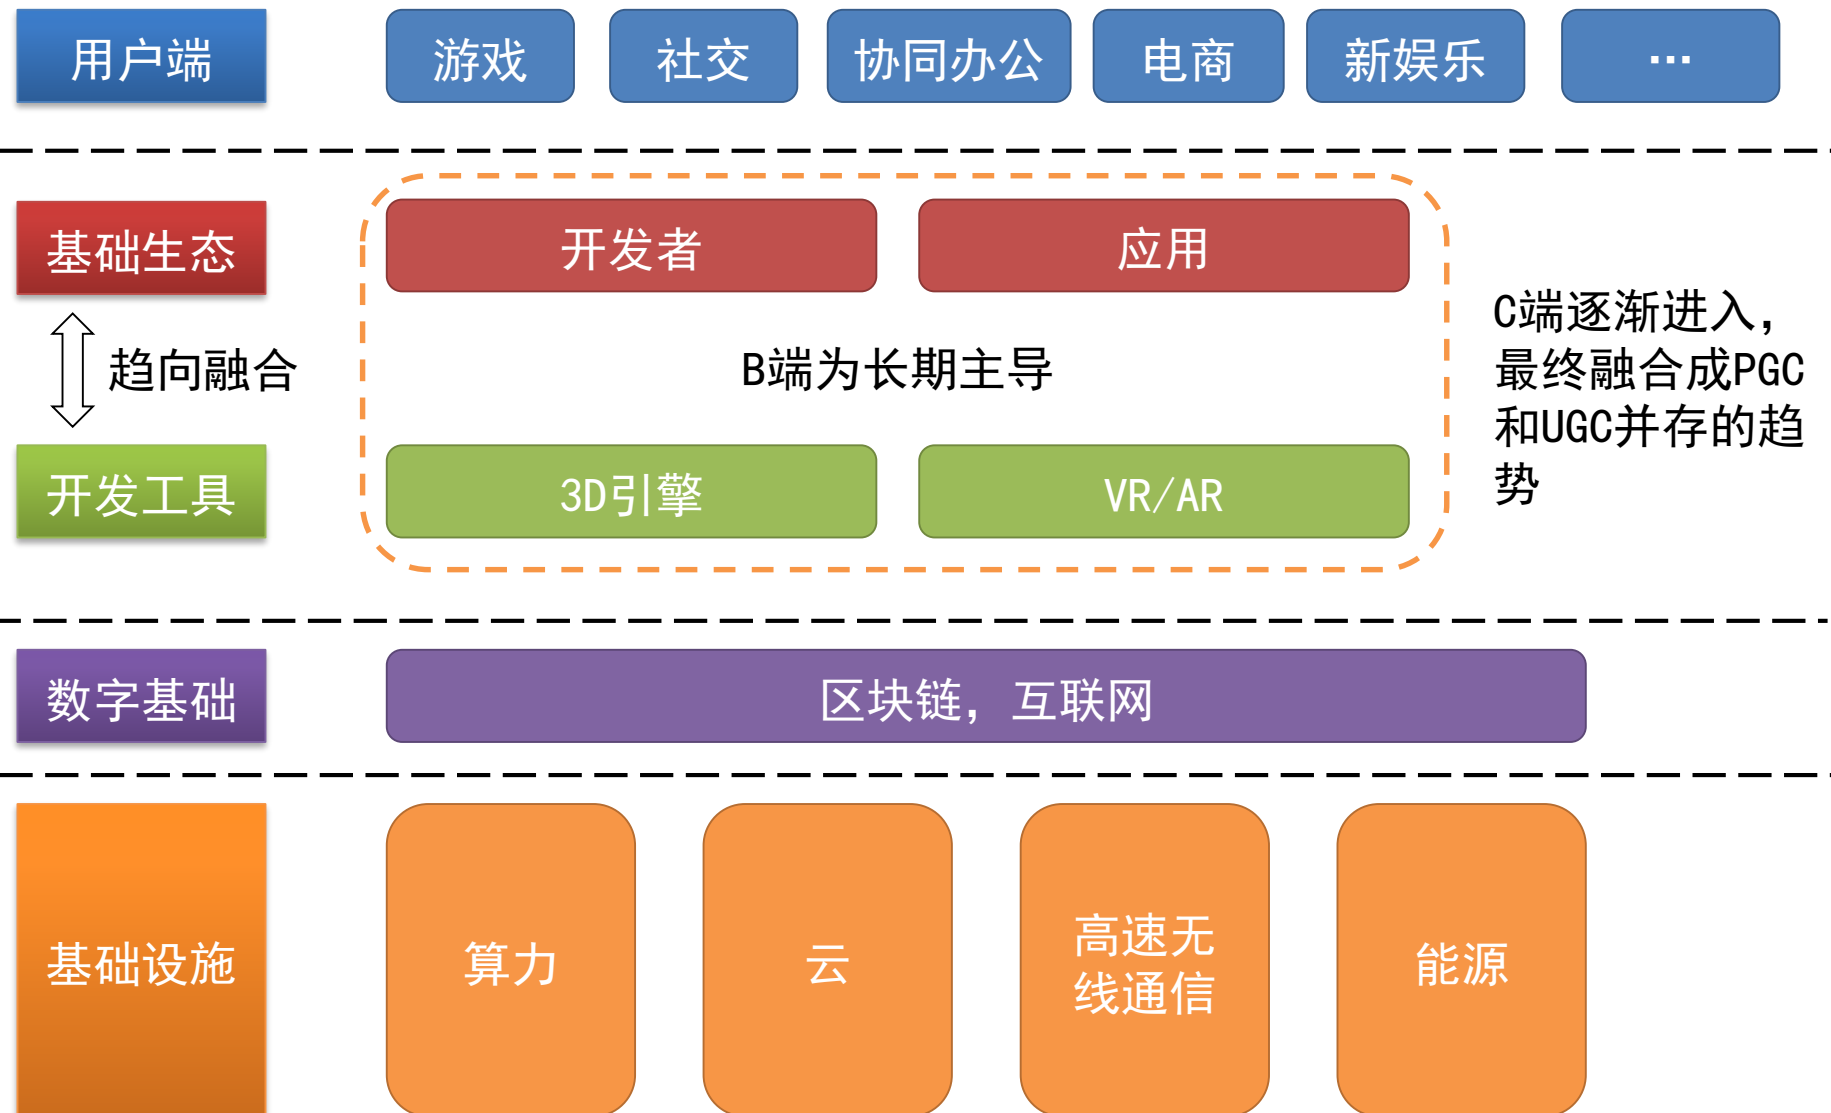 用户端
游戏
社交
协同办公
电商
新娱乐
…
基础生态
开发者
应用
趋向融合
B端为长期主导
C端逐渐进入，
最终融合成PGC
和UGC并存的趋
势
开发工具
3D引擎
VR/AR
数字基础
区块链，互联网
基础设施
算力
云
高速无
线通信
能源